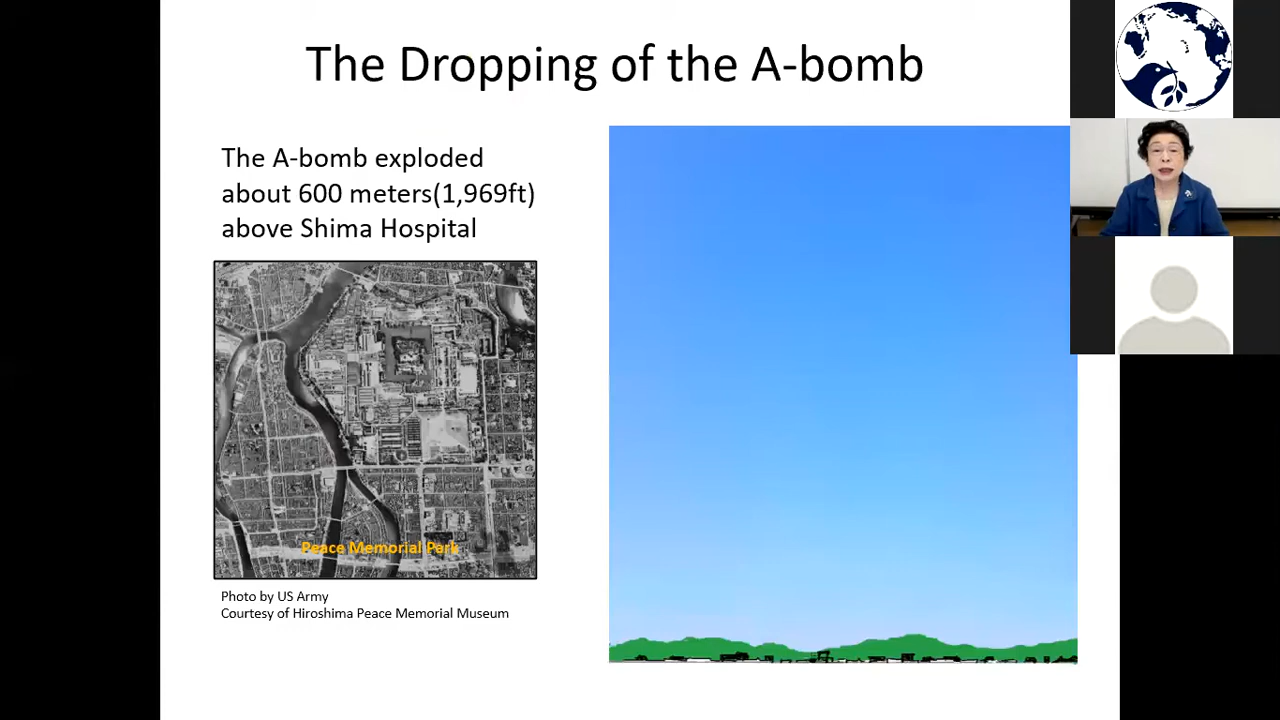 The Dropping of the A-bomb
The A-bomb exploded
about 600 meters(1,969ft)
above Shima Hospital
Peace Memorial Park
Photo by US Army
Courtesy of Hiroshima Peace Memorial Museum